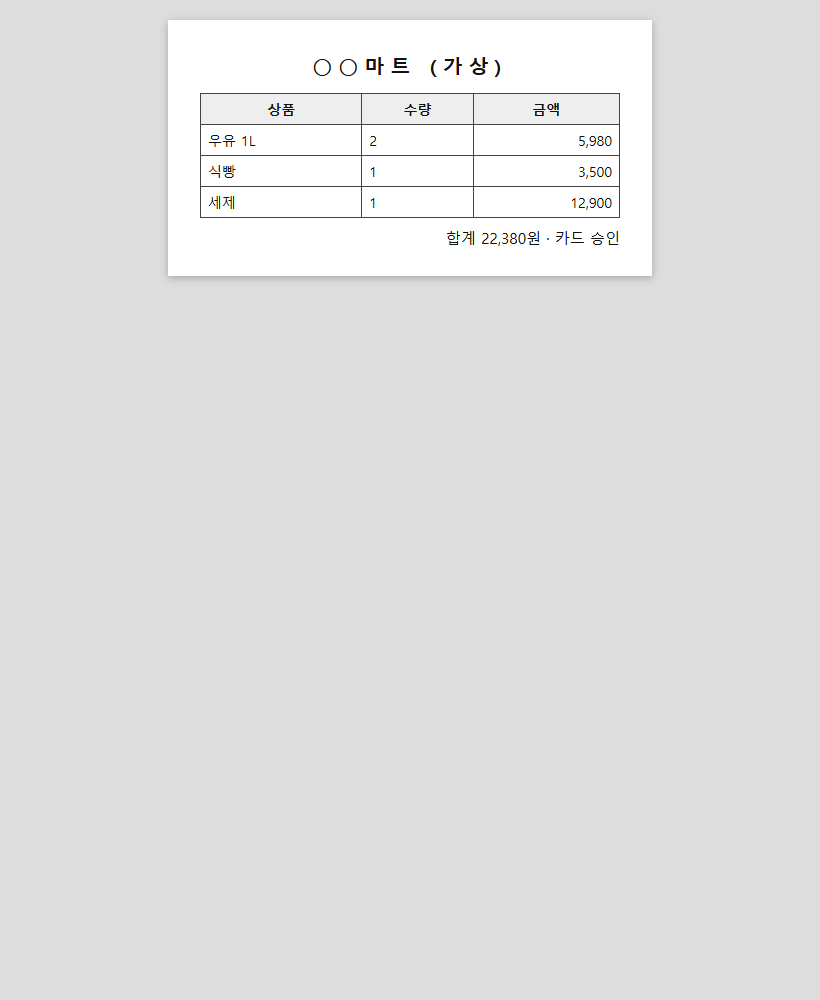 ○○마트 (가상)
상품 수량 금액
우유 1L 2 5,980
식빵 1 3,500
세제 1 12,900
합계 22,380원 · 카드 승인